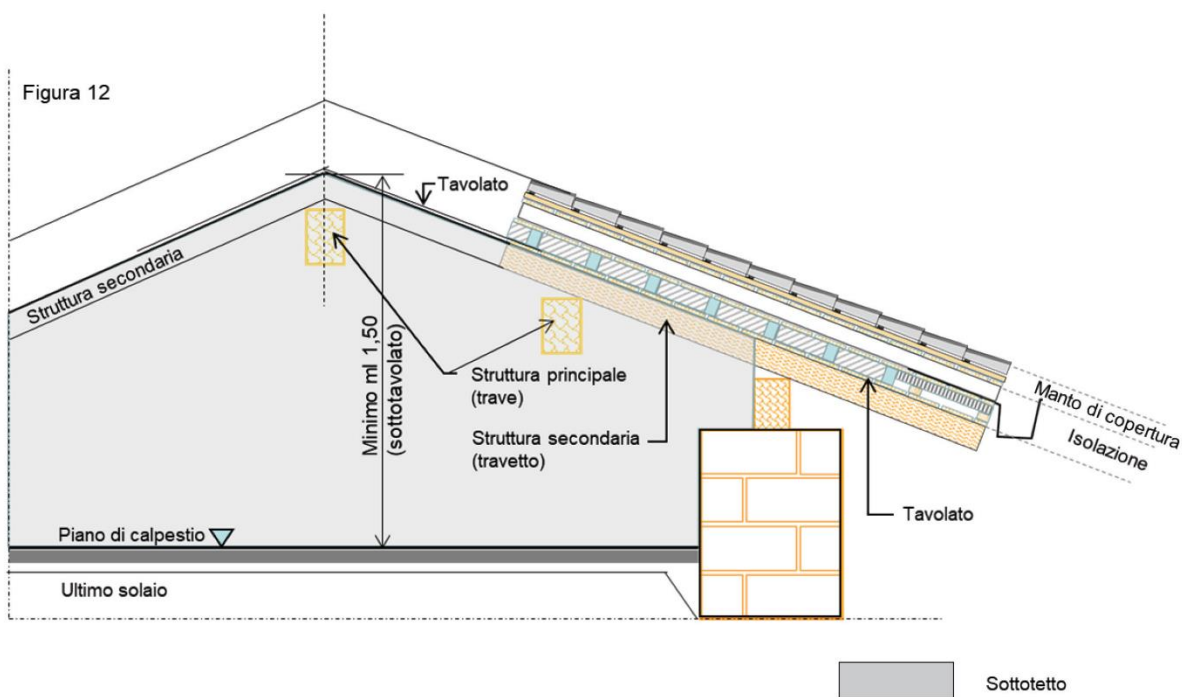 Figura 12
Tavolato
Struttura secondaria
Minimo ml 1,50
(sottotavolato)
Struttura principale
(trave)
Struttura secondaria
(travetto)
Manto di copertura
Isolazione
Tavolato
Piano di calpestio
Ultimo solaio
Sottotetto